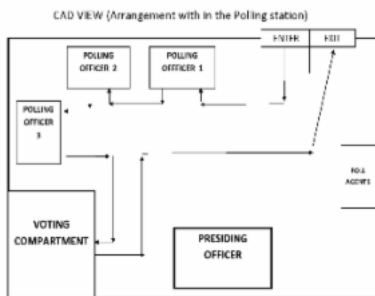 CAD VIEW (Arrangement with in the Polling station)
ENTER EXIT
POLLING
OFFICER 2
POLLING
OFFFICER 1
POLLING
OFFICER
3
POLL
AGENTS
VOTING
COMPARTMENT
PRESIDING
OFFICER